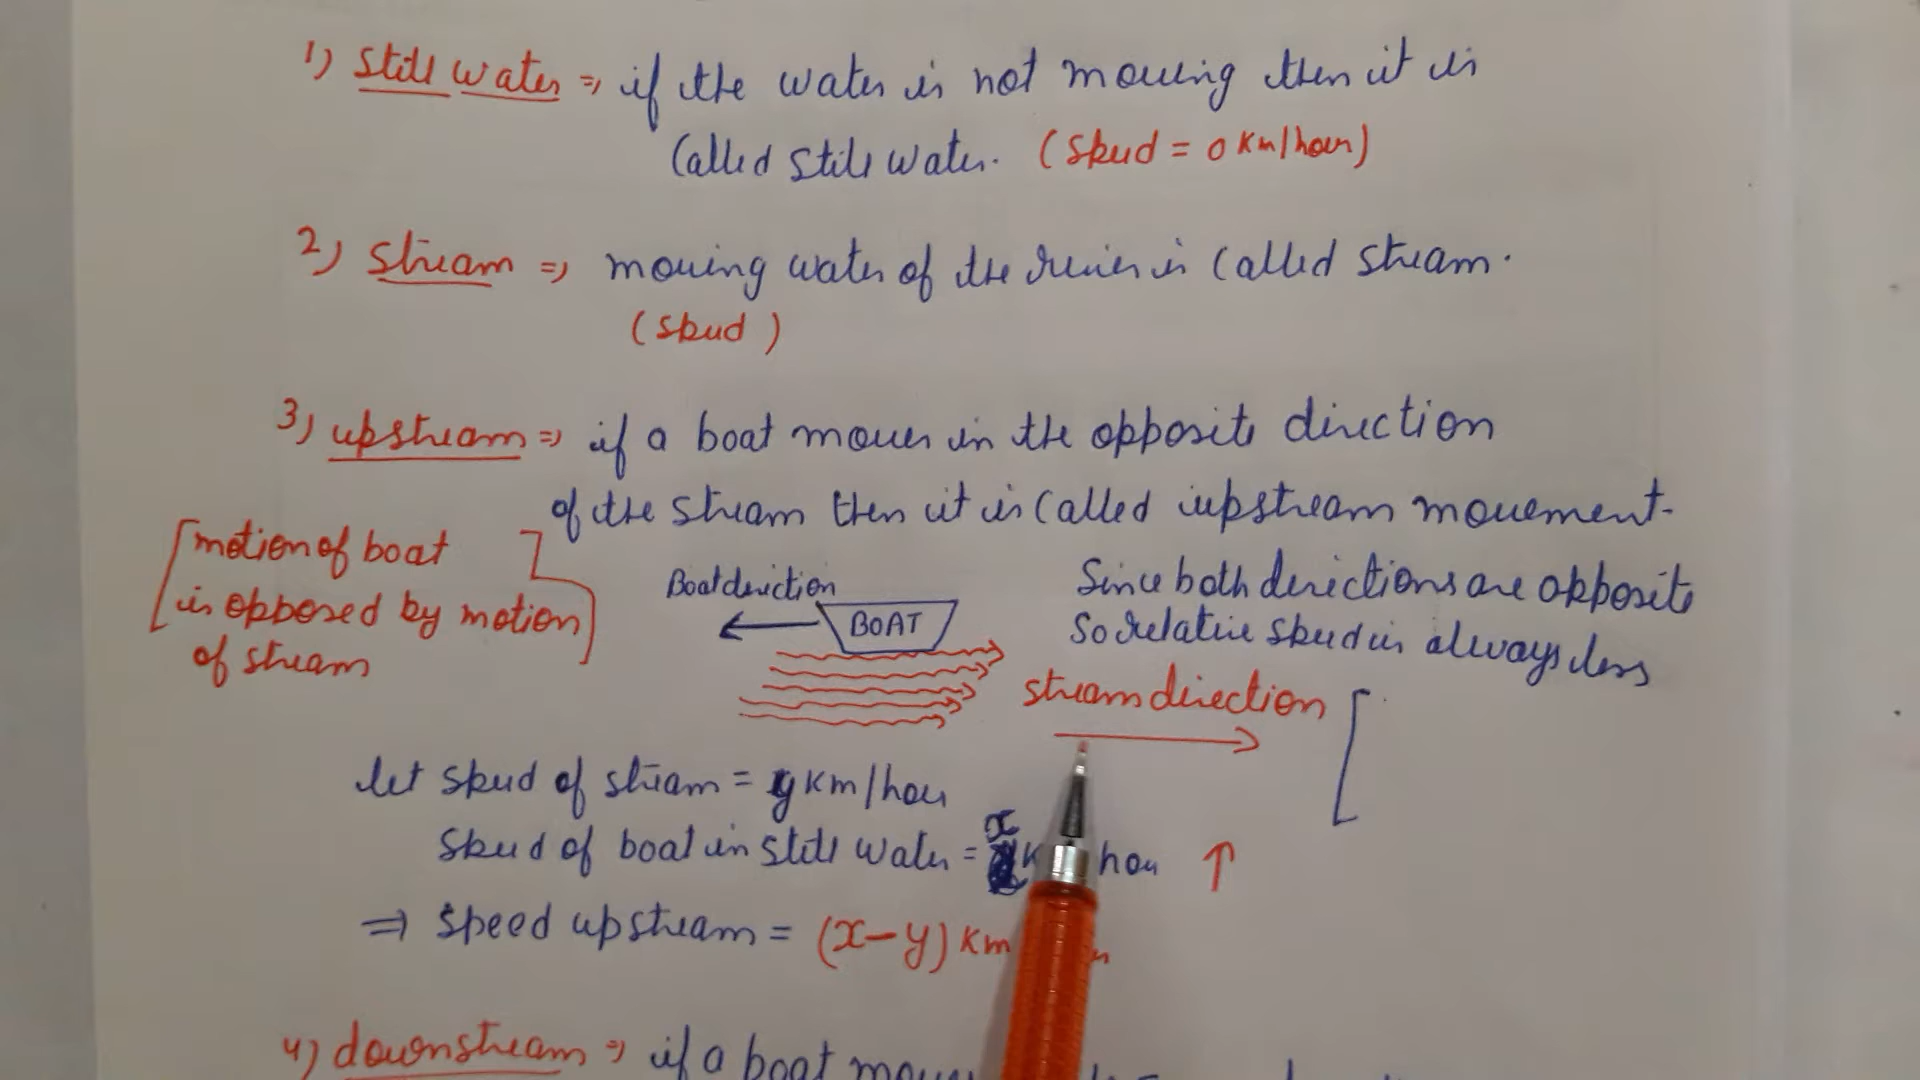 1) Still water => if the water is not moving then it is
called still water. (Speed = 0 Km/hour)
2) Stream => moving water of the river is called stream.
(speed )
3) upstream => if a boat moves in the opposite direction
of the stream then it is called upstream movement.
[motion of boat
is opposed by motion
of stream]
Boat direction
BOAT
Since both directions are opposite
So relative speed is always less
stream direction
let speed of stream = y Km/hour
Speed of boat in still water = x K hour ↑
=> Speed upstream = (x-y) Km
4) downstream => if a boat